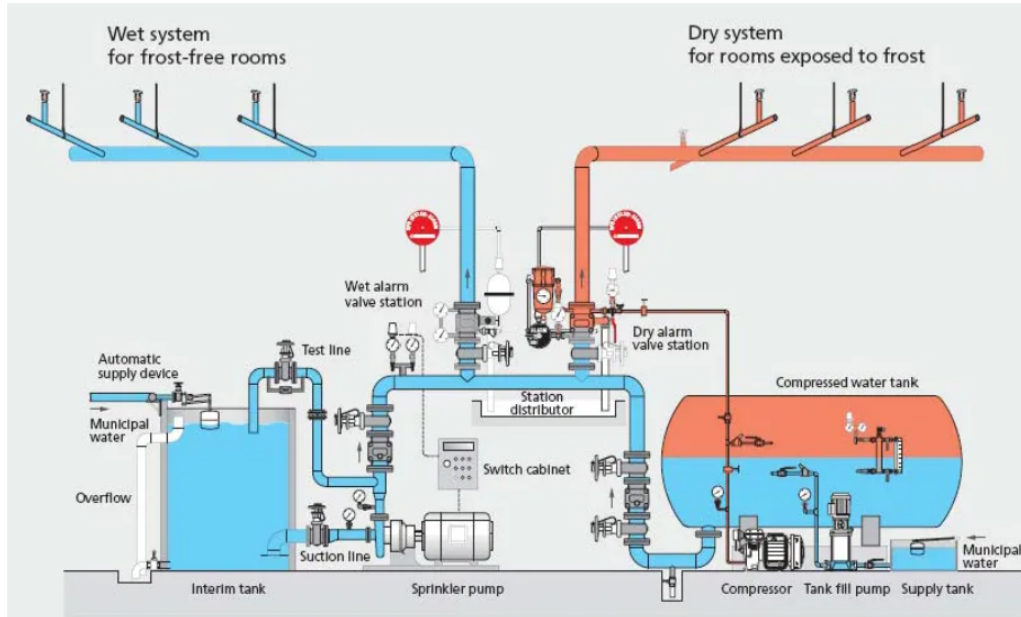 Wet system
for frost-free rooms
Dry system
for rooms exposed to frost
Wet alarm
valve station
Dry alarm
valve station
Test line
Automatic
supply device
Municipal
water
Overflow
Station
distributor
Compressed water tank
Switch cabinet
Suction line
Interim tank
Sprinkler pump
Compressor
Tank fill pump
Supply tank
Municipal
water